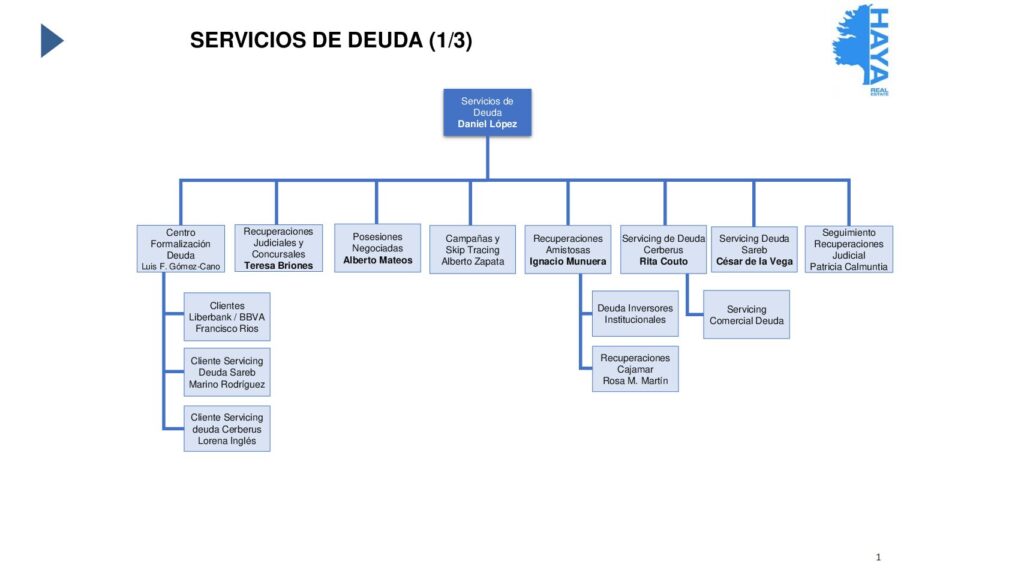 SERVICIOS DE DEUDA (1/3)
HAYA
REAL
ESTATE
Servicios de
Deuda
Daniel López
Centro
Formalización
Deuda
Luis F. Gómez-Cano
Recuperaciones
Judiciales y
Concursales
Teresa Briones
Posesiones
Negociadas
Alberto Mateos
Campañas y
Skip Tracing
Alberto Zapata
Recuperaciones
Amistosas
Ignacio Munuera
Servicing de Deuda
Cerberus
Rita Couto
Servicing Deuda
Sareb
César de la Vega
Seguimiento
Recuperaciones
Judicial
Patricia Calmuntia
Clientes
Liberbank / BBVA
Francisco Rios
Cliente Servicing
Deuda Sareb
Marino Rodríguez
Cliente Servicing
deuda Cerberus
Lorena Inglés
Deuda Inversores
Institucionales
Recuperaciones
Cajamar
Rosa M. Martín
Servicing
Comercial Deuda
1